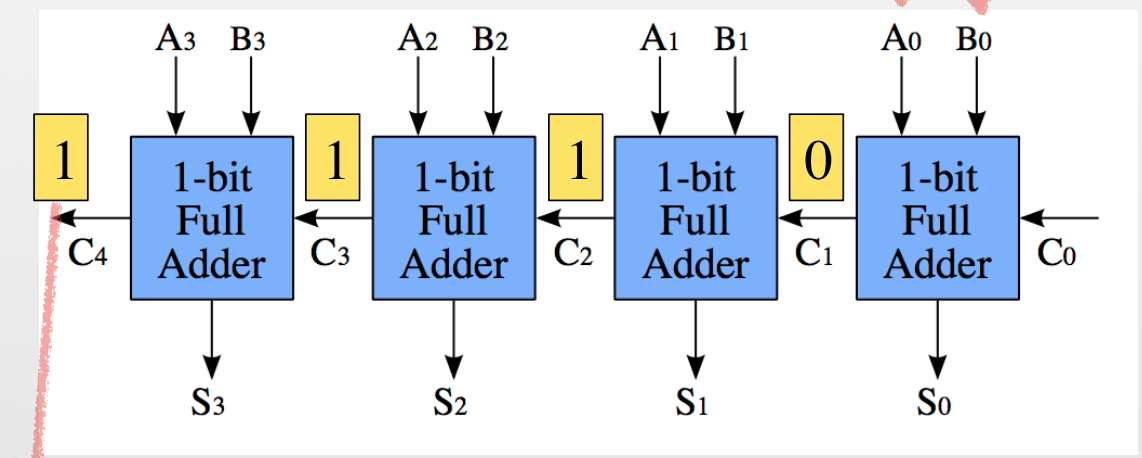 A3 B3 A2 B2 A1 B1 A0 B0
1 1 1 0
1-bit 1-bit 1-bit 1-bit
Full Full Full Full
Adder Adder Adder Adder
C4 C3 C2 C1 C0
S3 S2 S1 S0